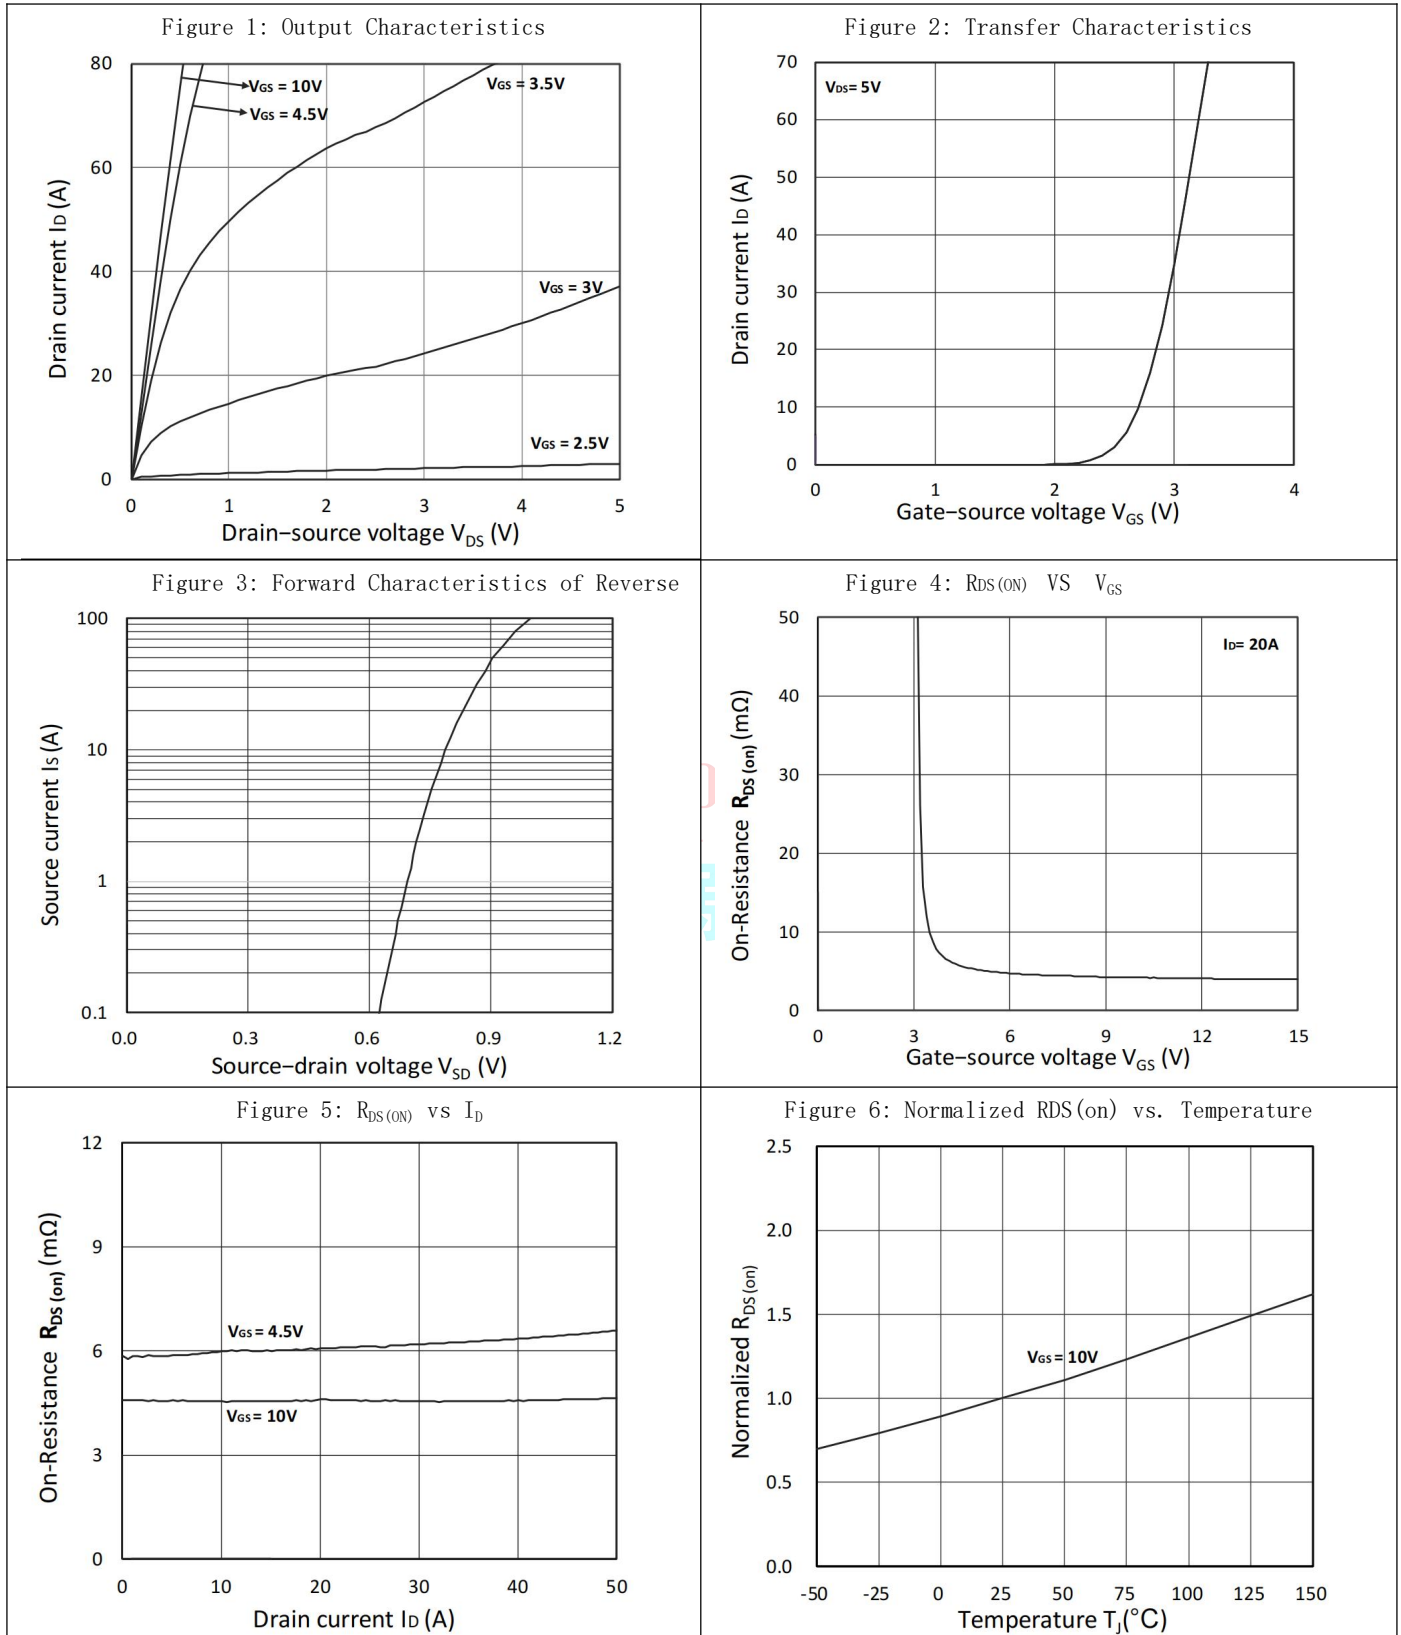 Figure 1: Output Characteristics
80
60
40
20
0
Drain current ID (A)
VGS = 10V
VGS = 4.5V
VGS = 3.5V
VGS = 3V
VGS = 2.5V
0 1 2 3 4 5
Drain−source voltage VDS (V)
Figure 2: Transfer Characteristics
70
60
50
40
30
20
10
0
Drain current ID (A)
VDS= 5V
0 1 2 3 4
Gate−source voltage VGS (V)
Figure 3: Forward Characteristics of Reverse
100
10
1
0.1
Source current IS (A)
0.0 0.3 0.6 0.9 1.2
Source−drain voltage VSD (V)
Figure 4: RDS(ON) VS VGS
50
40
30
20
10
0
On-Resistance RDS (on) (mΩ)
ID= 20A
0 3 6 9 12 15
Gate−source voltage VGS (V)
Figure 5: RDS(ON) vs ID
12
9
6
3
0
On-Resistance RDS (on) (mΩ)
VGS = 4.5V
VGS = 10V
0 10 20 30 40 50
Drain current ID (A)
Figure 6: Normalized RDS(on) vs. Temperature
2.5
2.0
1.5
1.0
0.5
0.0
Normalized RDS (on)
VGS = 10V
-50 -25 0 25 50 75 100 125 150
Temperature TJ(°C)